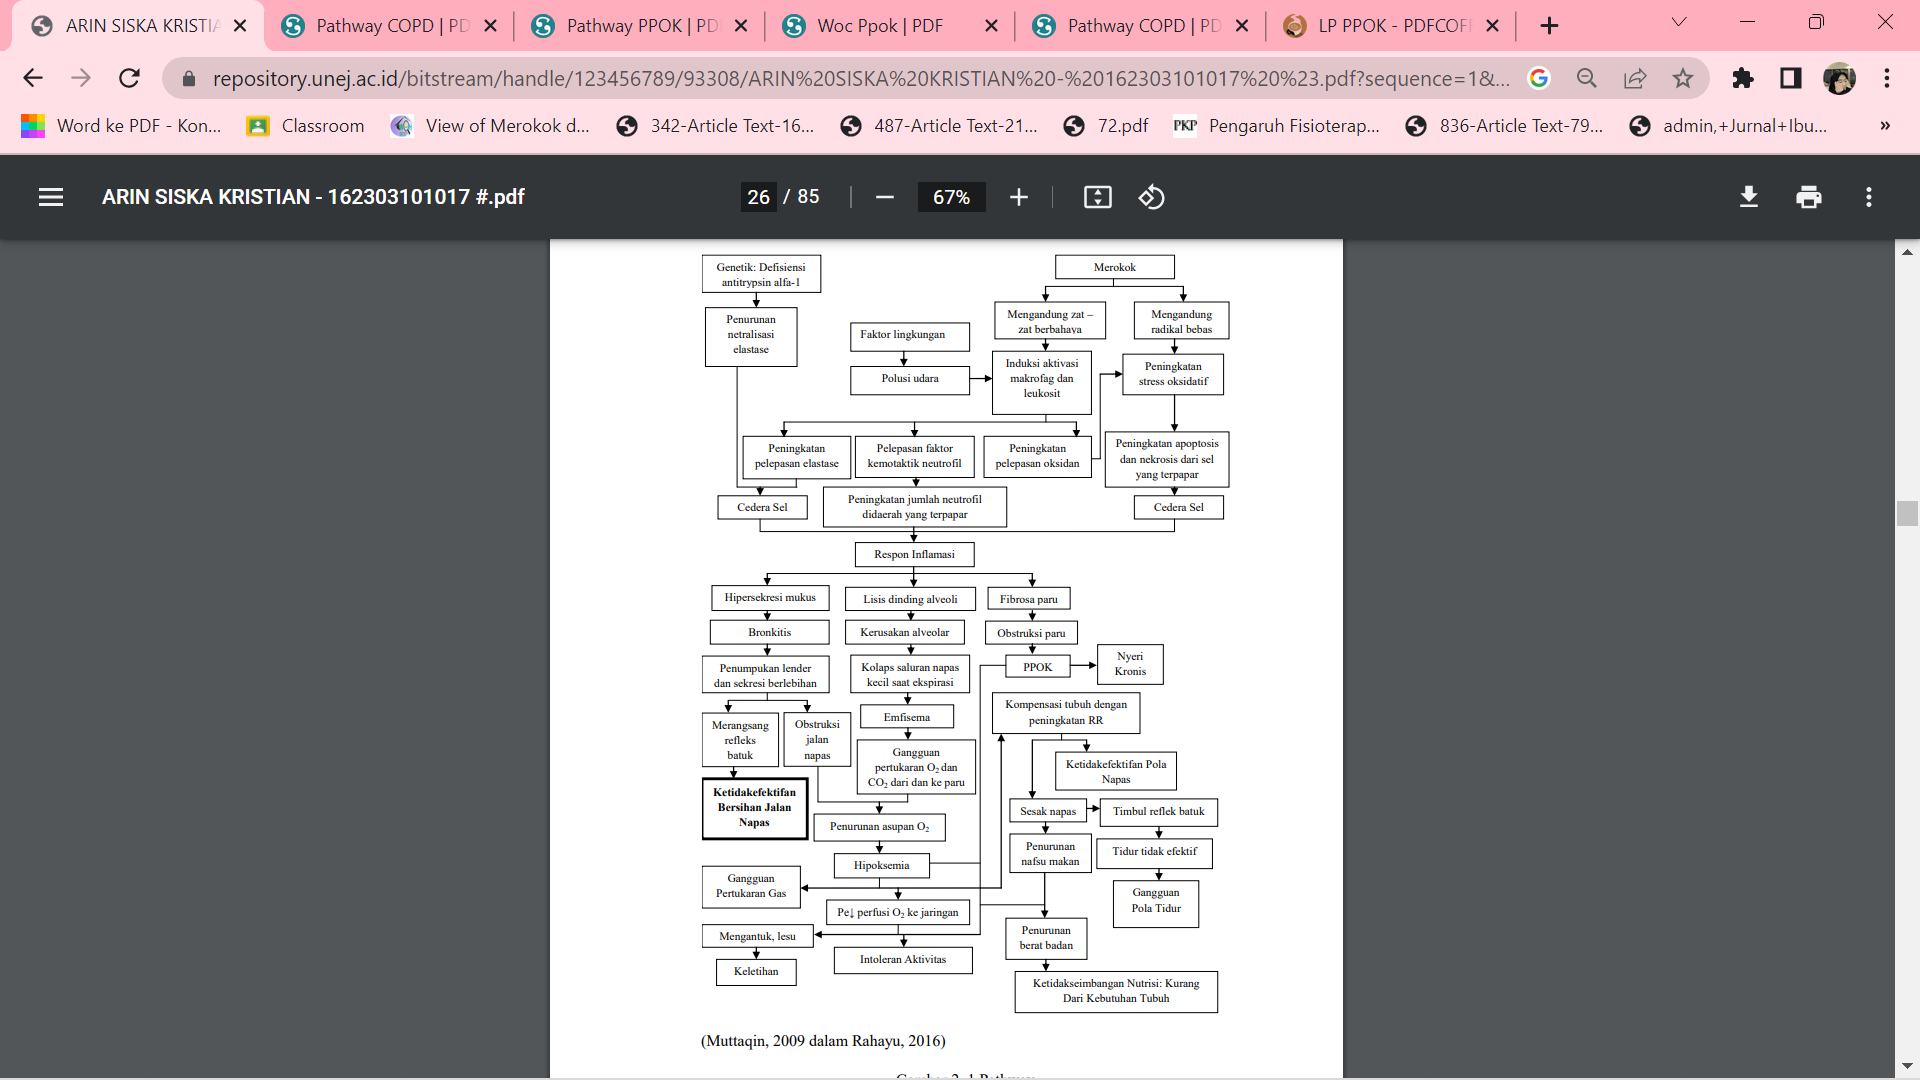 ARIN SISKA KRISTIA
Pathway COPD | PD
Pathway PPOK | PD
Woc Ppok | PDF
Pathway COPD | PD
LP PPOK - PDFCOF
repository.unej.ac.id/bitstream/handle/123456789/93308/ARIN%20SISKA%20KRISTIAN%20-%20162303101017%20%23.pdf?sequence=1&...
Word ke PDF - Kon...
Classroom
View of Merokok d...
342-Article Text-16...
487-Article Text-21...
72.pdf
PKP
Pengaruh Fisioterap...
836-Article Text-79...
admin,+Jurnal+Ibu...
»
ARIN SISKA KRISTIAN - 162303101017 #.pdf
26 / 85
67%
Genetik: Defisiensi
antitrypsin alfa-1
Merokok
Penurunan
netralisasi
elastase
Faktor lingkungan
Mengandung zat –
zat berbahaya
Mengandung
radikal bebas
Polusi udara
Induksi aktivasi
makrofag dan
leukosit
Peningkatan
stress oksidatif
Peningkatan
pelepasan elastase
Pelepasan faktor
kemotaktik neutrofil
Peningkatan
pelepasan oksidan
Peningkatan apoptosis
dan nekrosis dari sel
yang terpapar
Cedera Sel
Peningkatan jumlah neutrofil
didaerah yang terpapar
Cedera Sel
Respon Inflamasi
Hipersekresi mukus
Lisis dinding alveoli
Fibrosa paru
Bronkitis
Kerusakan alveolar
Obstruksi paru
Penumpukan lender
dan sekresi berlebihan
Kolaps saluran napas
kecil saat ekspirasi
PPOK
Nyeri
Kronis
Merangsang
refleks
batuk
Obstruksi
jalan
napas
Emfisema
Kompensasi tubuh dengan
peningkatan RR
Gangguan
pertukaran O2 dan
CO2 dari dan ke paru
Ketidakefektifan Pola
Napas
Ketidakefektifan
Bersihan Jalan
Napas
Penurunan asupan O2
Sesak napas
Timbul reflek batuk
Hipoksemia
Penurunan
nafsu makan
Tidur tidak efektif
Gangguan
Pertukaran Gas
Gangguan
Pola Tidur
Pe↓ perfusi O2 ke jaringan
Mengantuk, lesu
Penurunan
berat badan
Keletihan
Intoleran Aktivitas
Ketidakseimbangan Nutrisi: Kurang
Dari Kebutuhan Tubuh
(Muttaqin, 2009 dalam Rahayu, 2016)